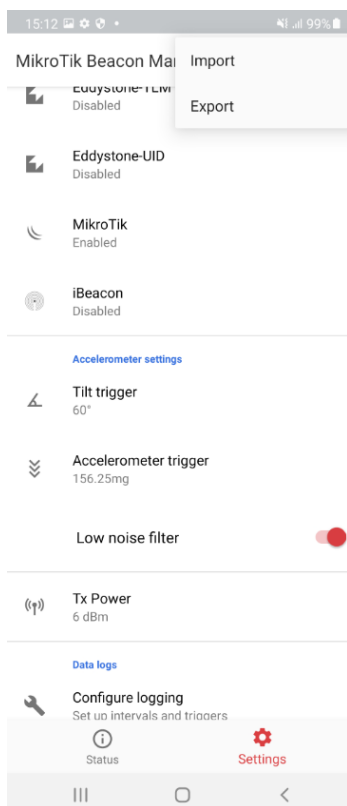 15:12 99%
MikroTik Beacon Ma
Import
Export
Eddystone-TLM
Disabled
Eddystone-UID
Disabled
MikroTik
Enabled
iBeacon
Disabled
Accelerometer settings
Tilt trigger
60°
Accelerometer trigger
156.25mg
Low noise filter
Tx Power
6 dBm
Data logs
Configure logging
Set up intervals and triggers
Status
Settings